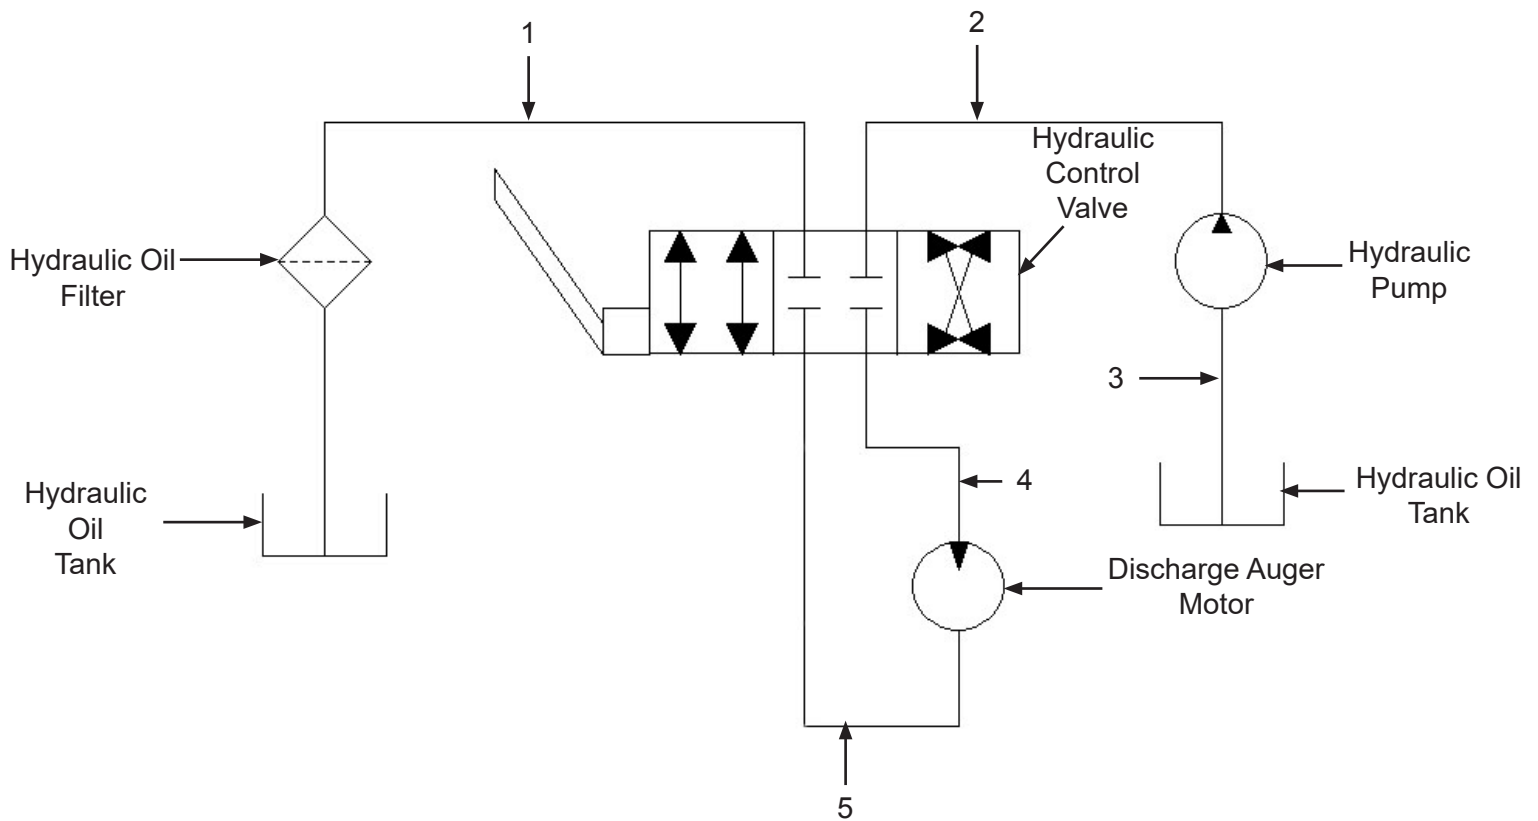 1
2
Hydraulic
Control
Valve
Hydraulic Oil
Filter
Hydraulic
Pump
3
Hydraulic
Oil
Tank
4
Hydraulic Oil
Tank
Discharge Auger
Motor
5